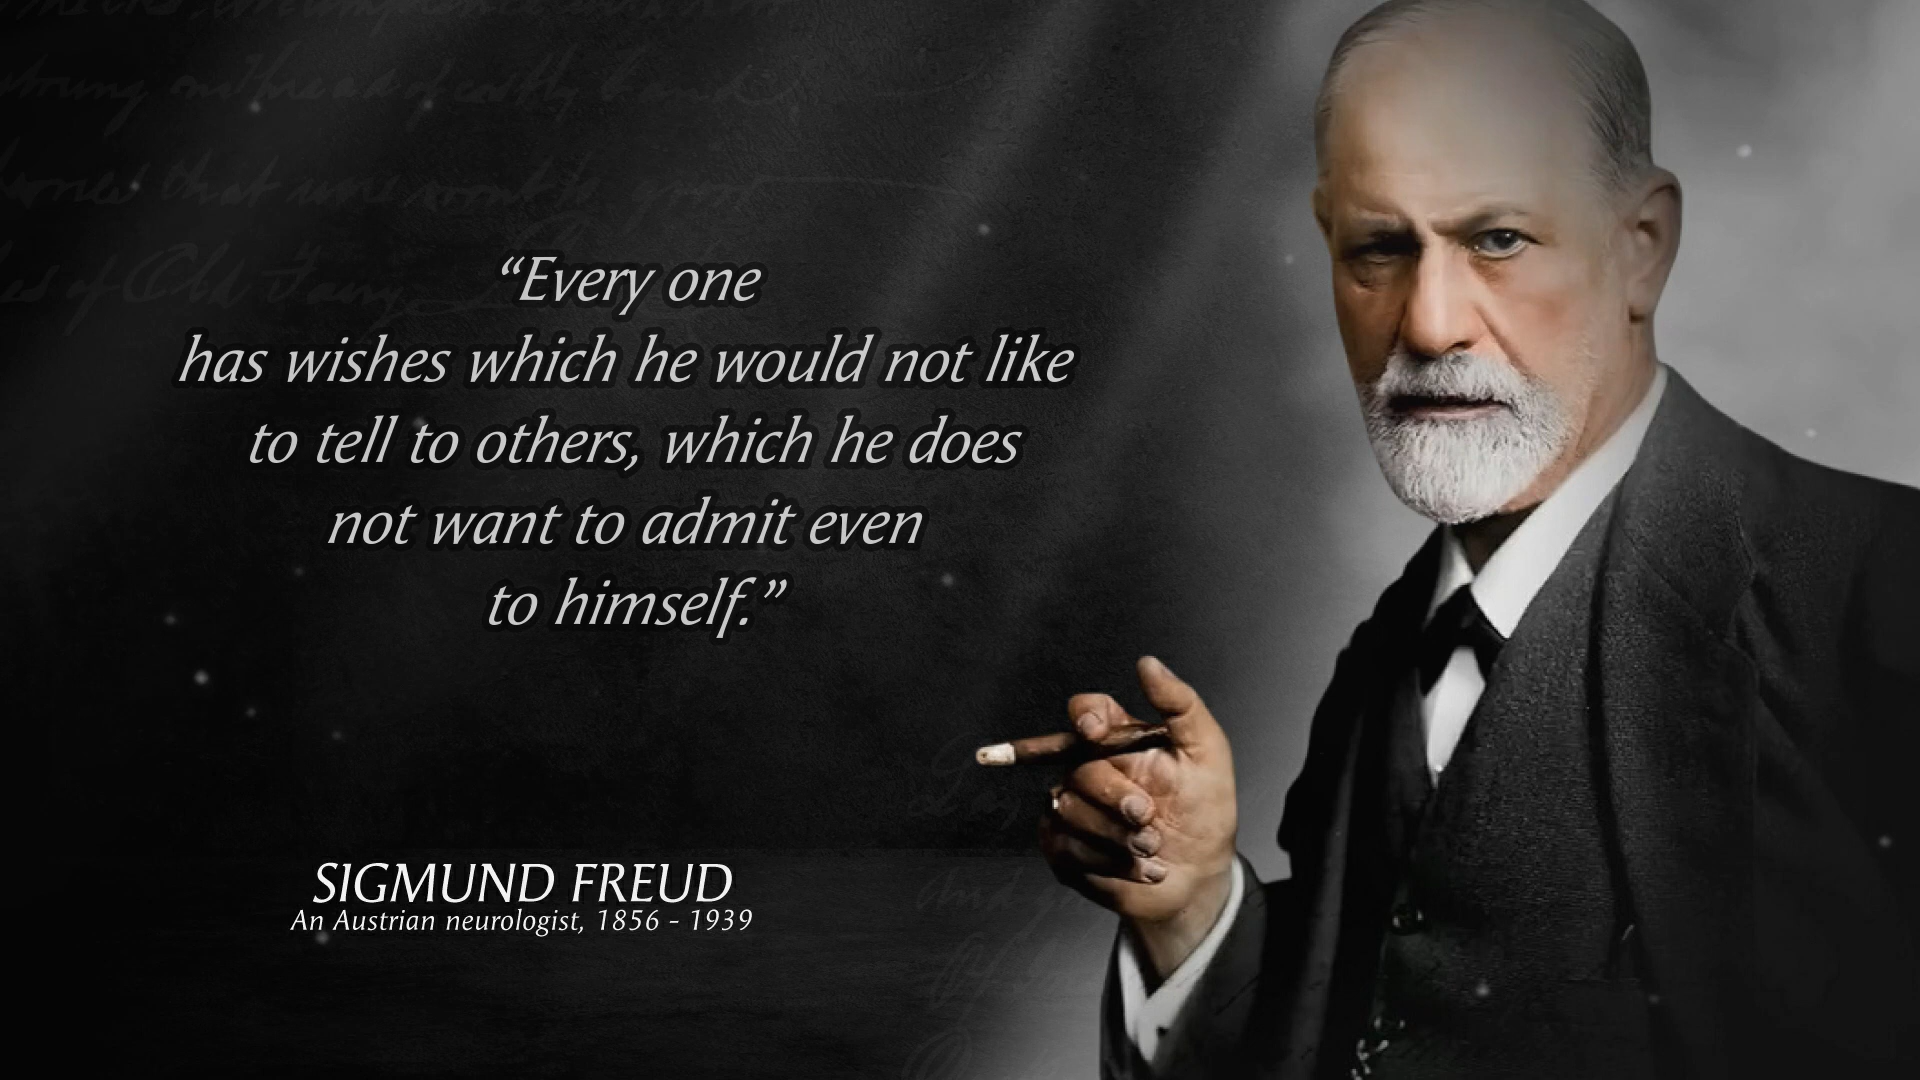 “Every one
has wishes which he would not like
to tell to others, which he does
not want to admit even
to himself.”
SIGMUND FREUD
An Austrian neurologist, 1856 - 1939